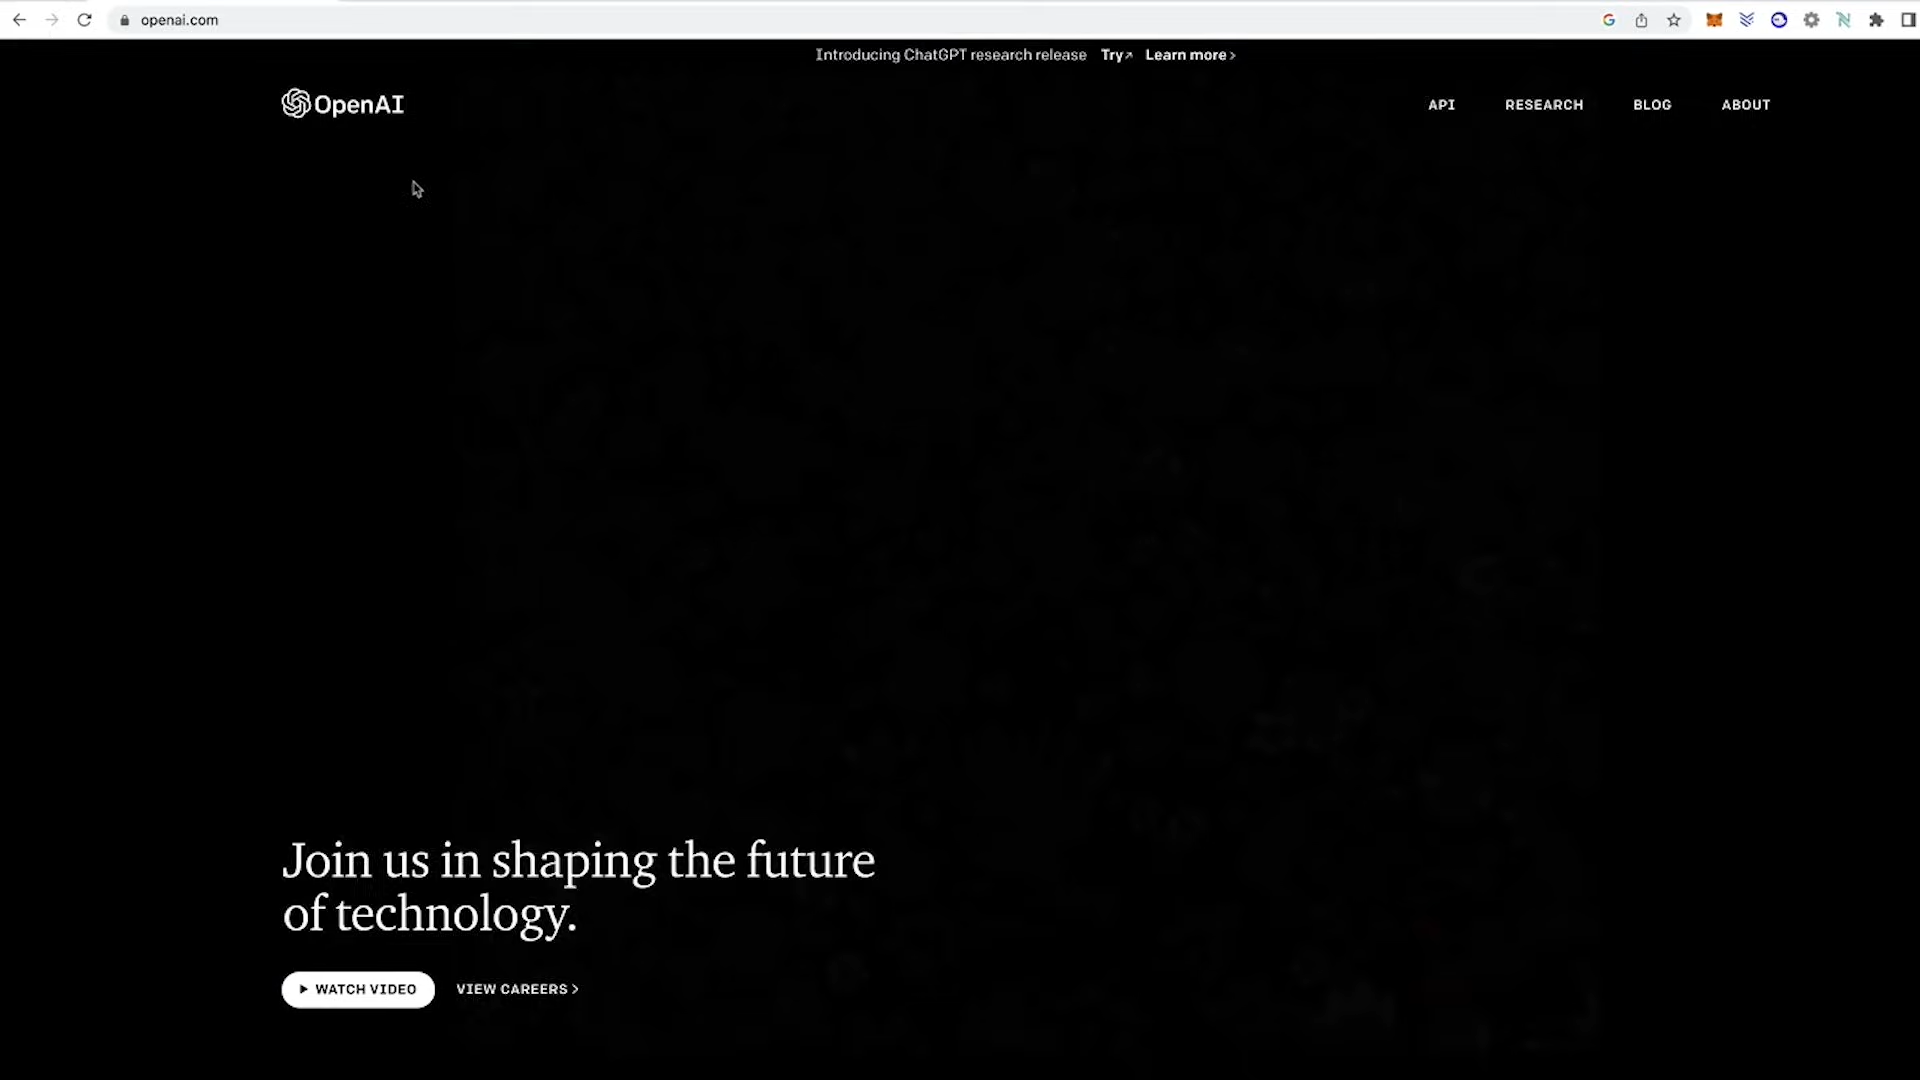 openai.com
Introducing ChatGPT research release Try↗ Learn more >
OpenAI
API RESEARCH BLOG ABOUT
Join us in shaping the future
of technology.
WATCH VIDEO VIEW CAREERS >